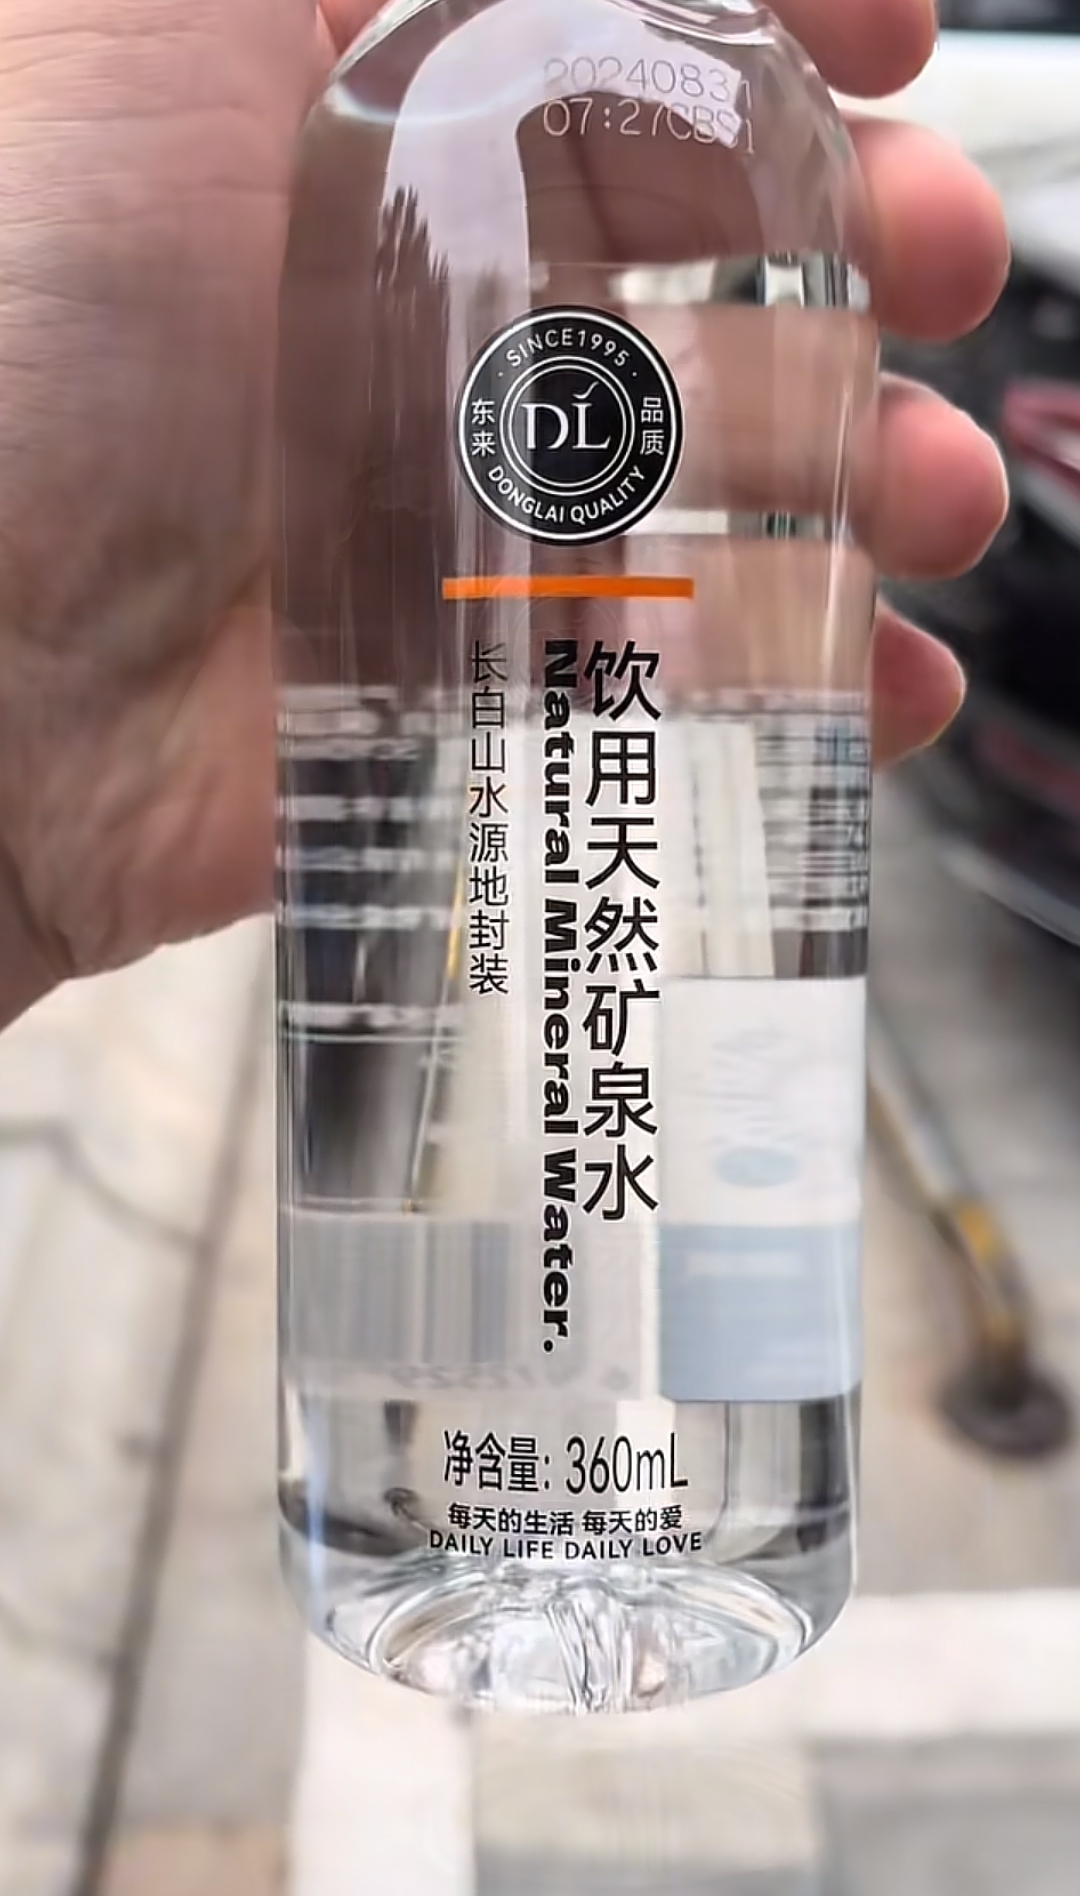 20240831
07:27CBS1
SINCE1995
东来
品质
DL
DONGLAI QUALITY
饮用天然矿泉水
Natural Mineral Water.
长白山水源地封装
净含量: 360mL
每天的生活 每天的爱
DAILY LIFE DAILY LOVE